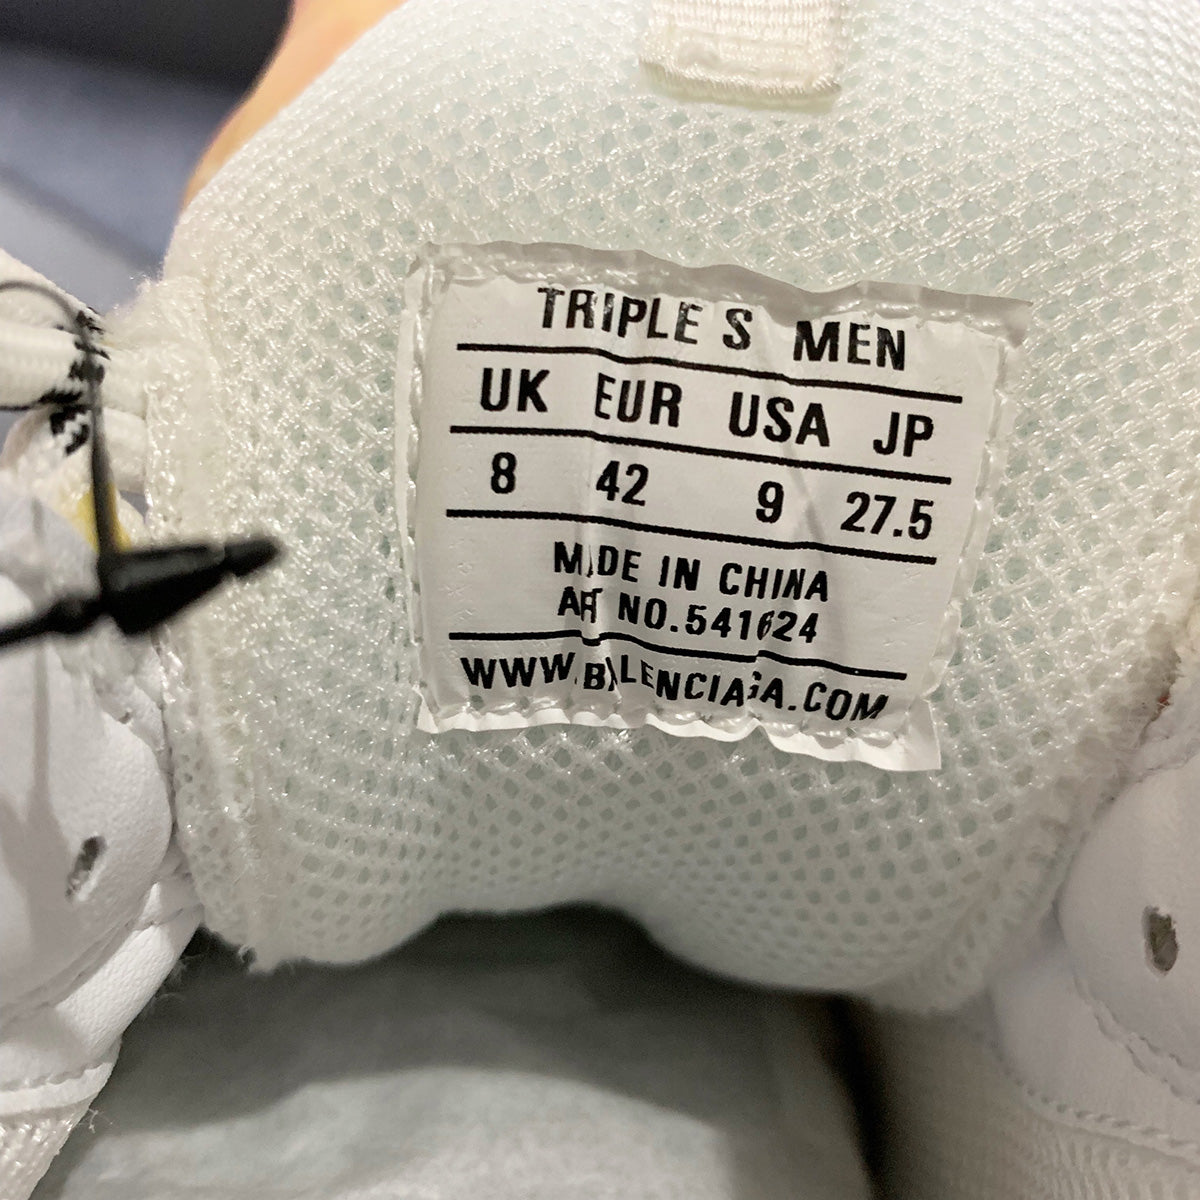 TRIPLE S MEN
UK EUR USA JP
8 42 9 27.5
MADE IN CHINA
ART NO.541624
WWW.BALENCIAGA.COM